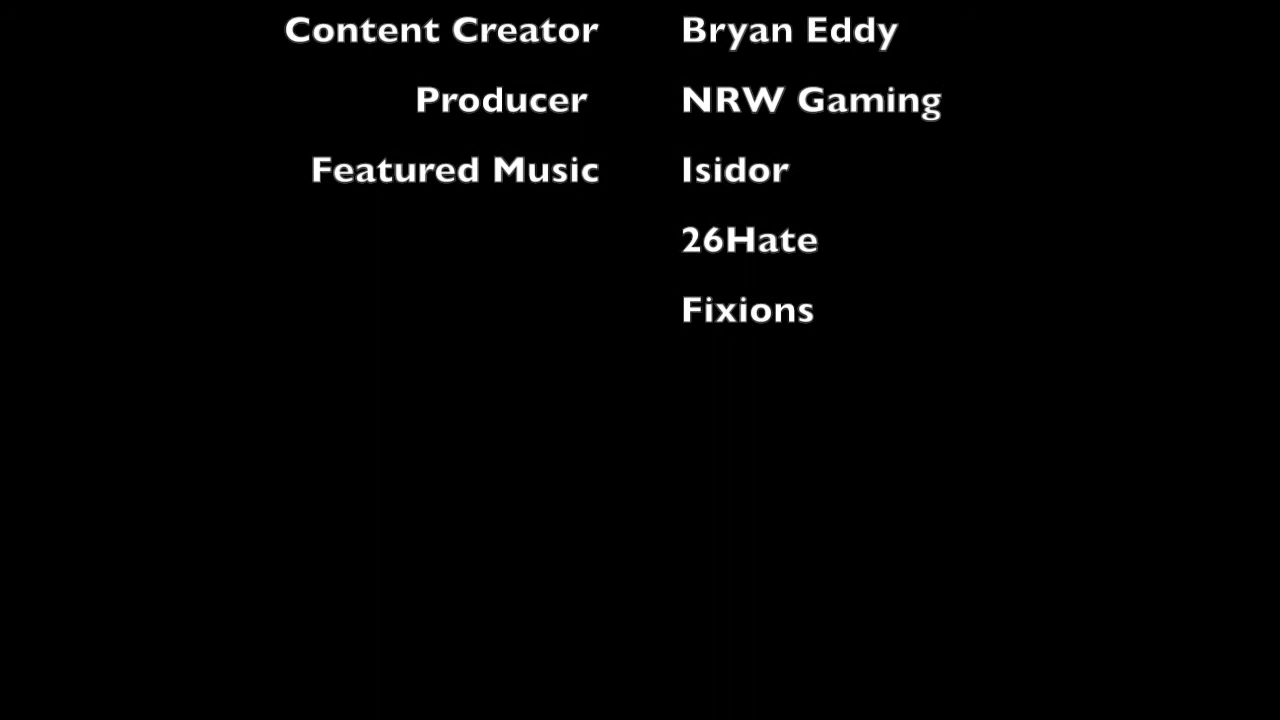 Content Creator Bryan Eddy
Producer NRW Gaming
Featured Music Isidor
26Hate
Fixions